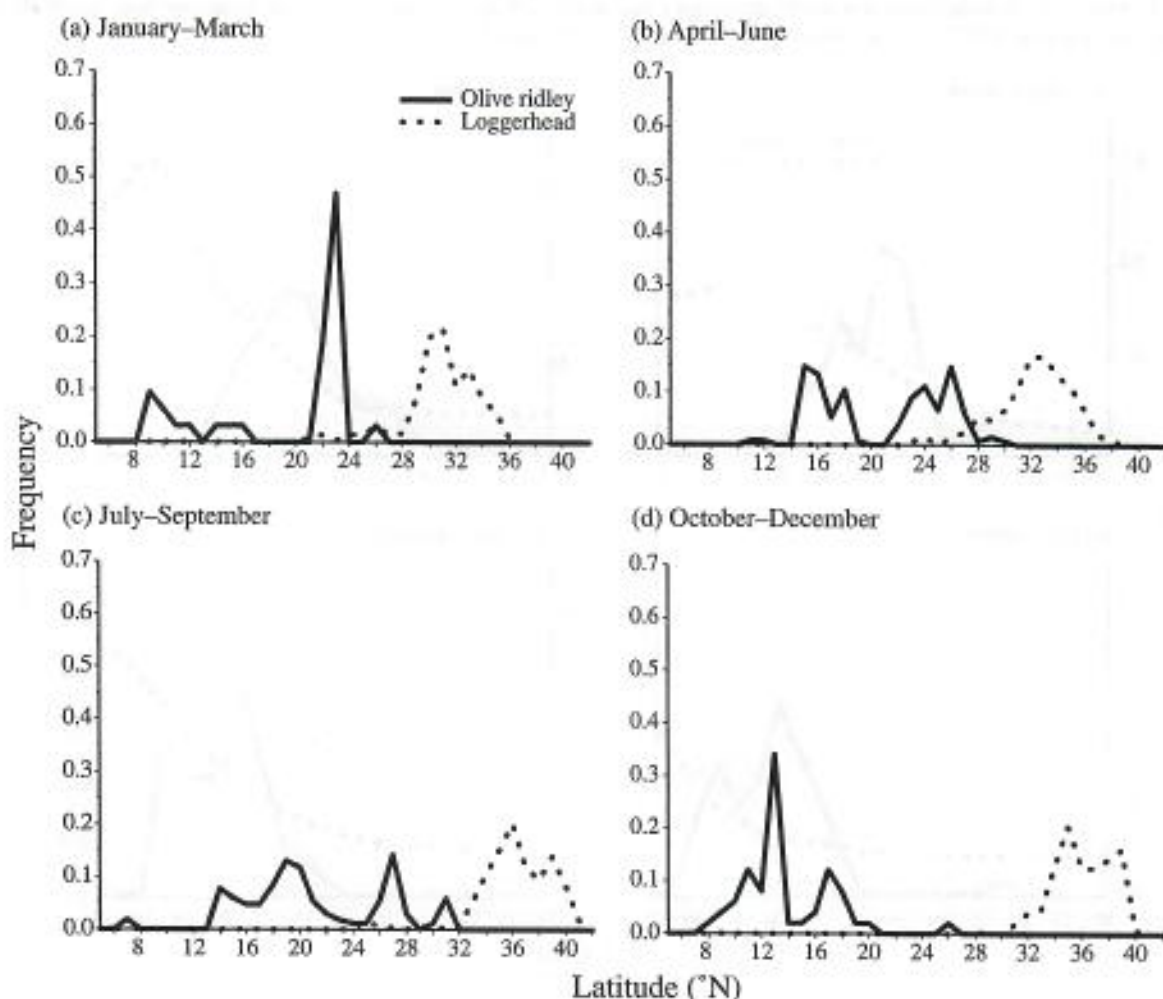 (a) January–March
0.7
0.6
0.5
0.4
0.3
0.2
0.1
0.0
8 12 16 20 24 28 32 36 40
Olive ridley
Loggerhead
(b) April–June
0.7
0.6
0.5
0.4
0.3
0.2
0.1
0.0
8 12 16 20 24 28 32 36 40
Frequency
(c) July–September
0.7
0.6
0.5
0.4
0.3
0.2
0.1
0.0
8 12 16 20 24 28 32 36 40
(d) October–December
0.7
0.6
0.5
0.4
0.3
0.2
0.1
0.0
8 12 16 20 24 28 32 36 40
Latitude (˚N)